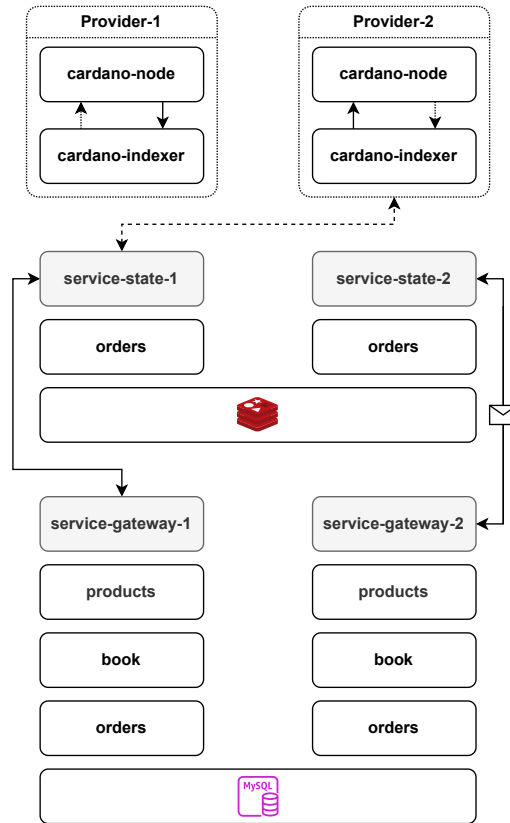 Provider-1
Provider-2
cardano-node
cardano-node
cardano-indexer
cardano-indexer
service-state-1
service-state-2
orders
orders
service-gateway-1
service-gateway-2
products
products
book
book
orders
orders
MySQL